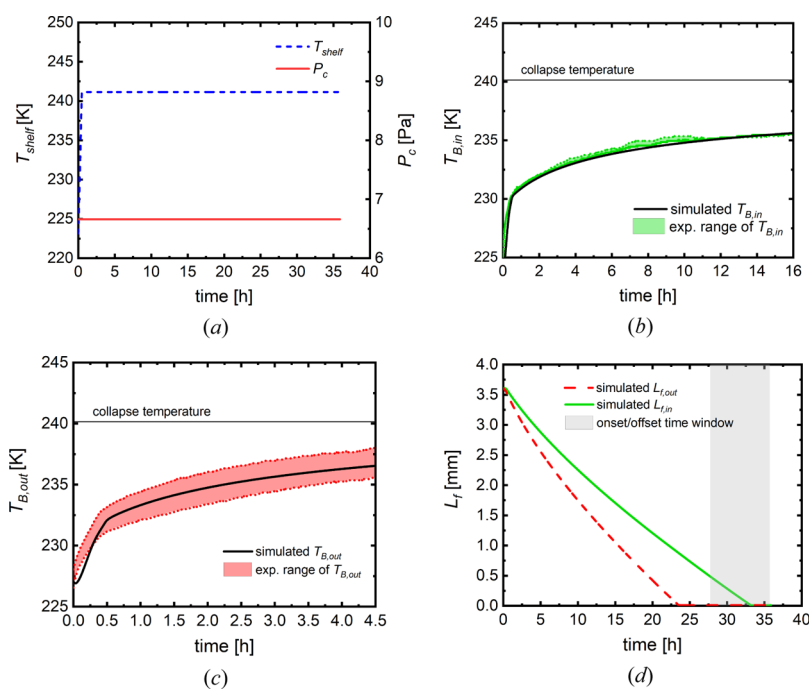 250
245
240
235
230
225
220
T_shelf [K]
T_shelf
P_c
10
9
8
7
6
P_c [Pa]
0 5 10 15 20 25 30 35 40
time [h]
(a)
245
240
235
230
225
T_B,in [K]
collapse temperature
simulated T_B,in
exp. range of T_B,in
0 2 4 6 8 10 12 14 16
time [h]
(b)
245
240
235
230
225
T_B,out [K]
collapse temperature
simulated T_B,out
exp. range of T_B,out
0.0 0.5 1.0 1.5 2.0 2.5 3.0 3.5 4.0 4.5
time [h]
(c)
4.0
3.5
3.0
2.5
2.0
1.5
1.0
0.5
0.0
L_f [mm]
simulated L_f,out
simulated L_f,in
onset/offset time window
0 5 10 15 20 25 30 35 40
time [h]
(d)